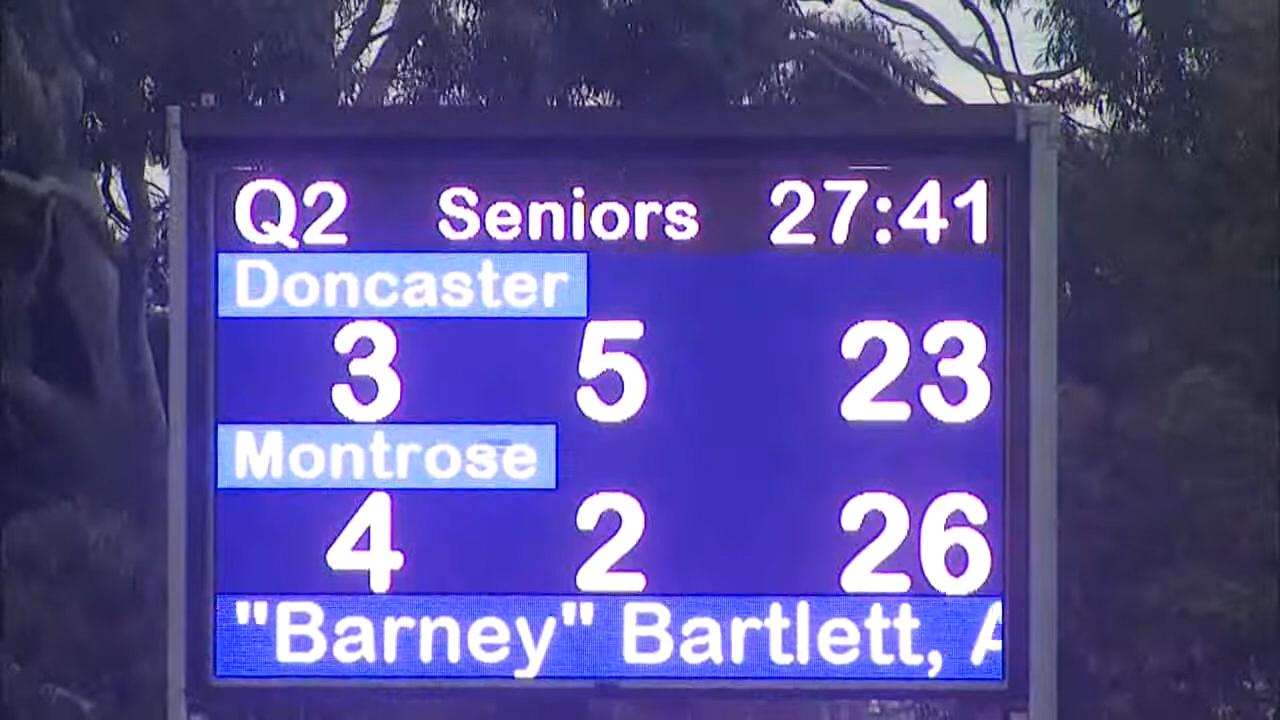 Q2 Seniors 27:41
Doncaster
3 5 23
Montrose
4 2 26
"Barney" Bartlett, A